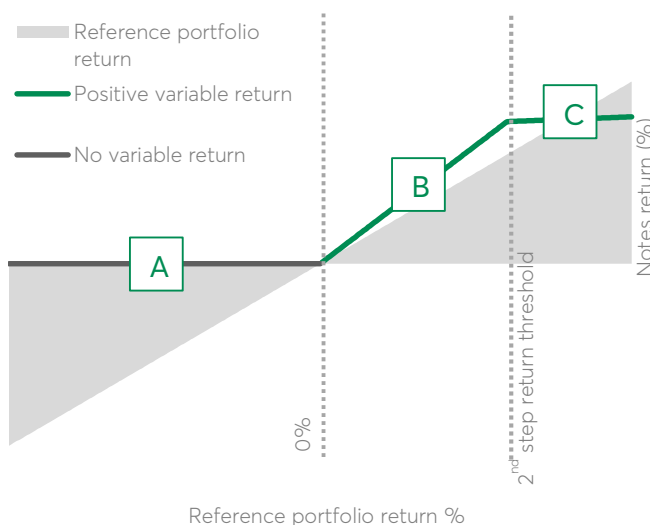 Reference portfolio
return
Positive variable return
No variable return
A
B
C
Notes return (%)
0%
2nd step return threshold
Reference portfolio return %